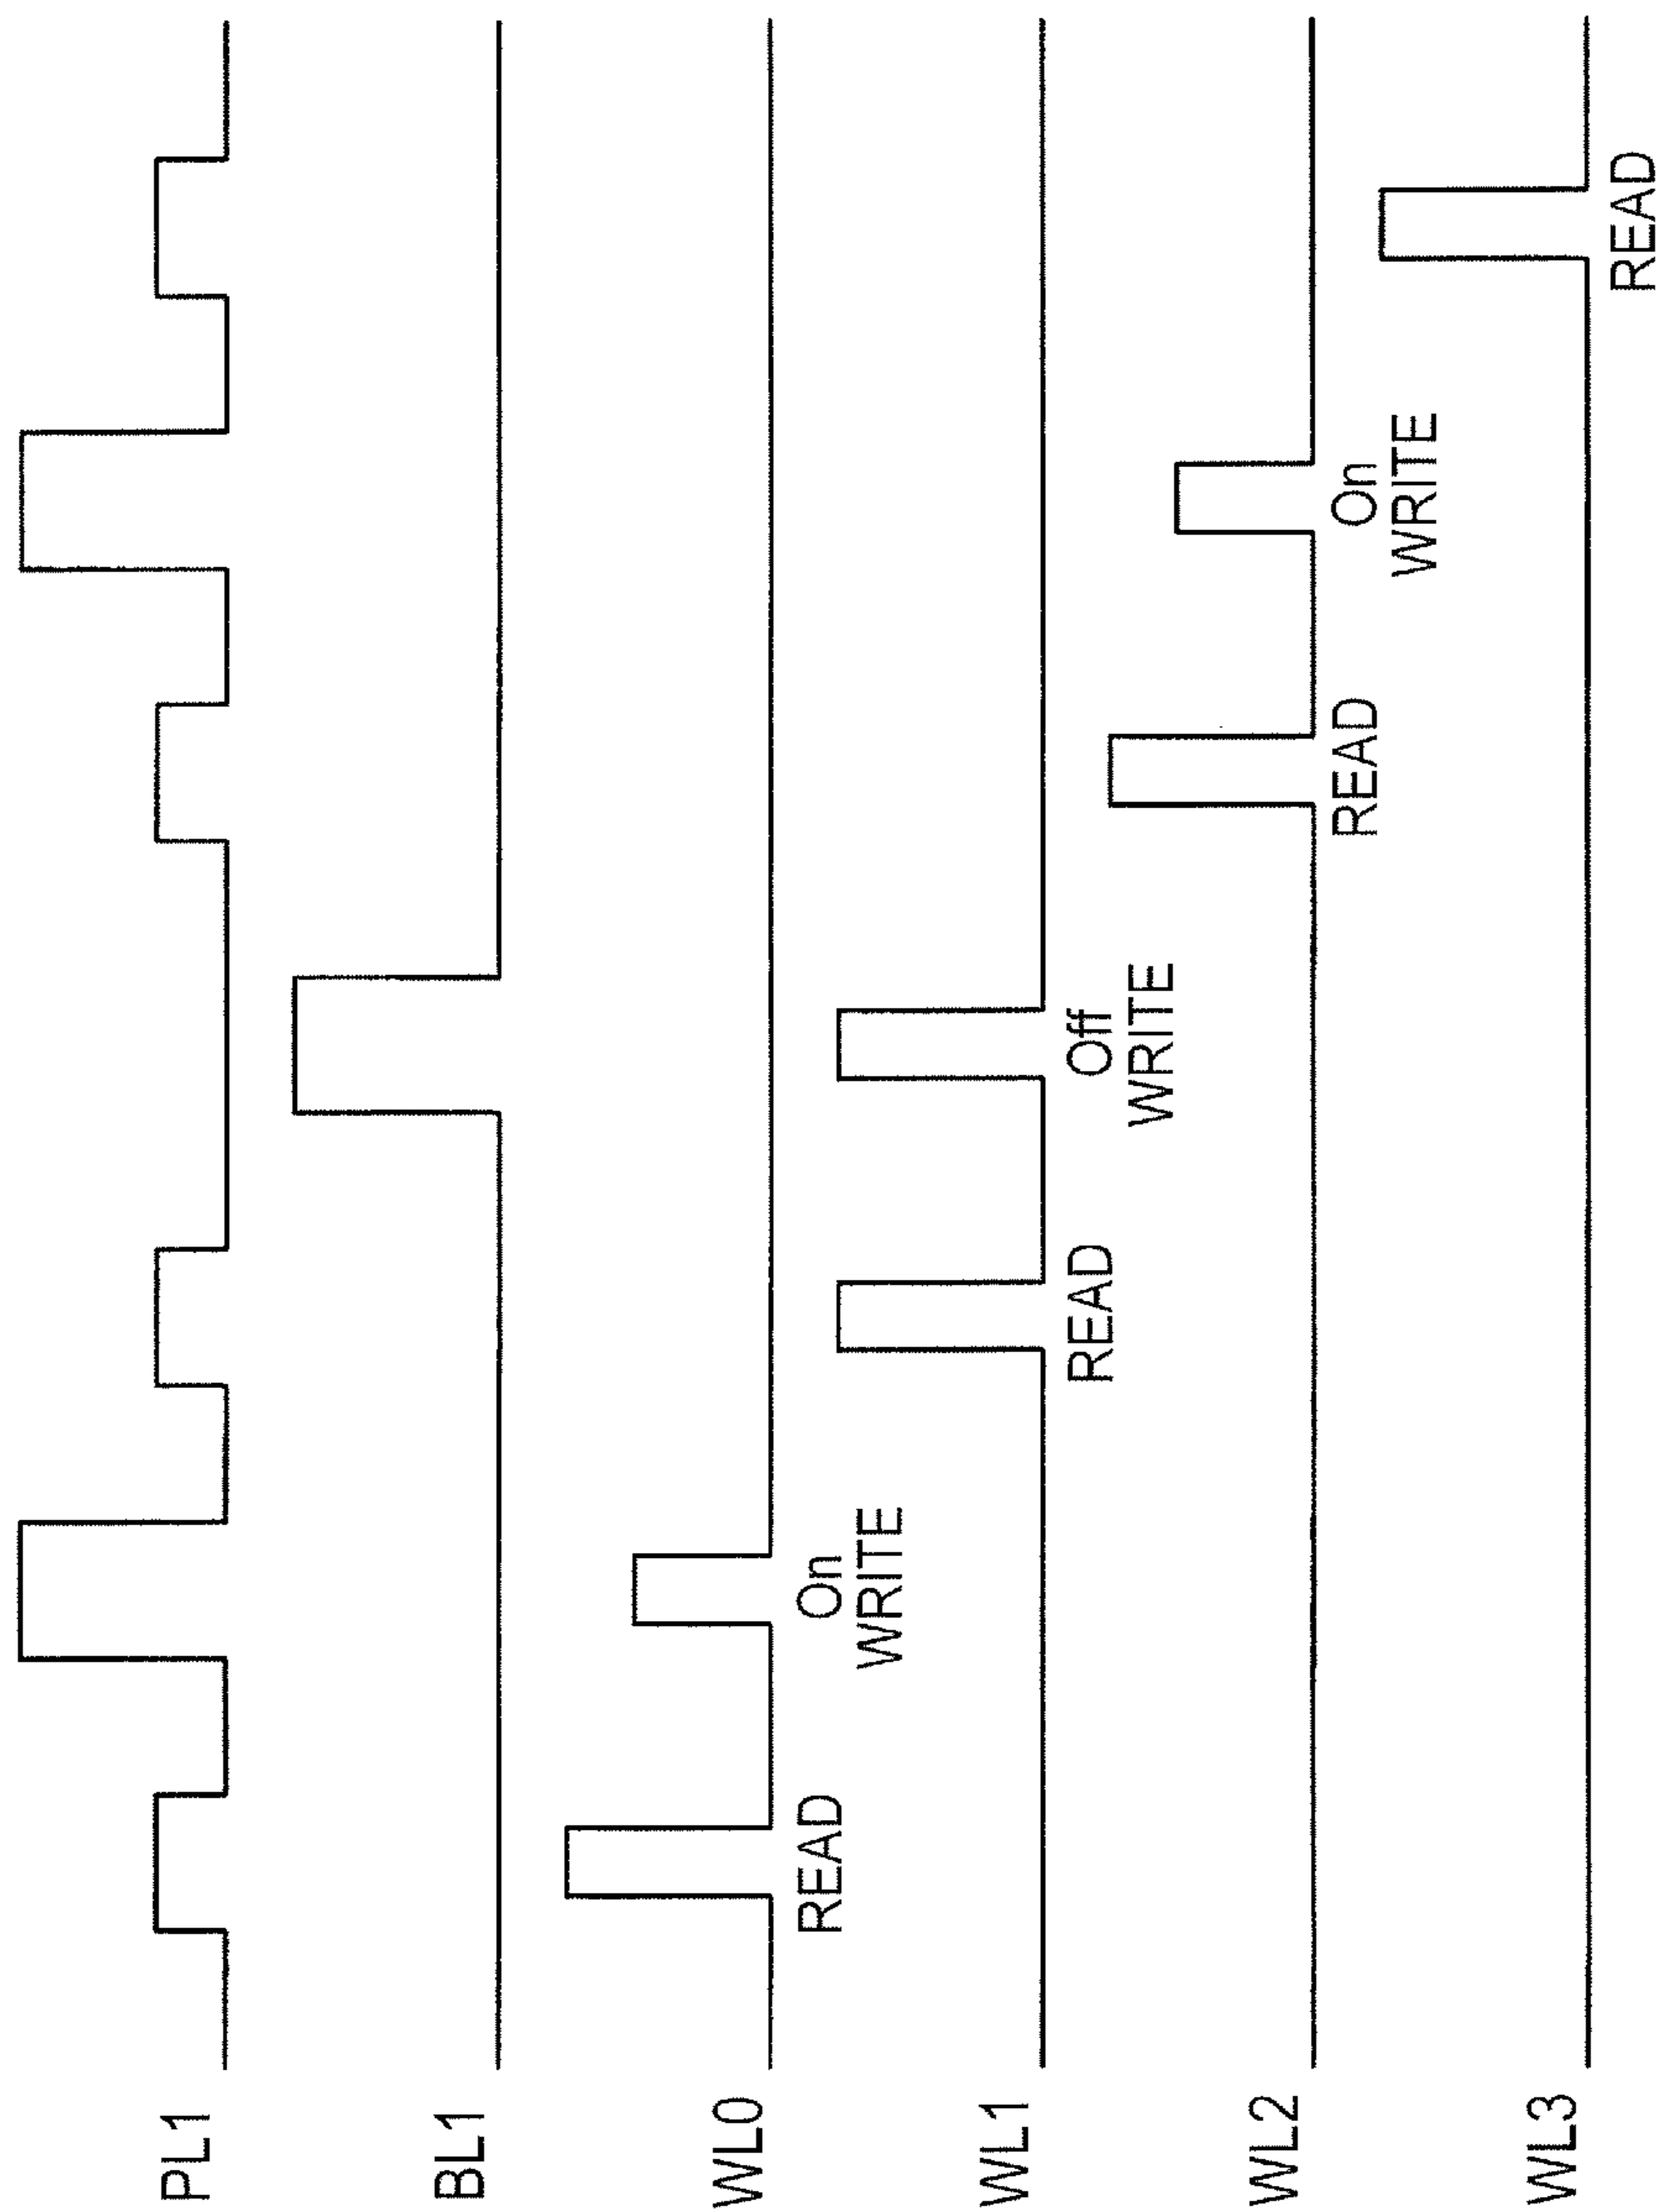 PL1
BL1
WL0
READ
On
WRITE
WL1
READ
Off
WRITE
WL2
READ
On
WRITE
WL3
READ